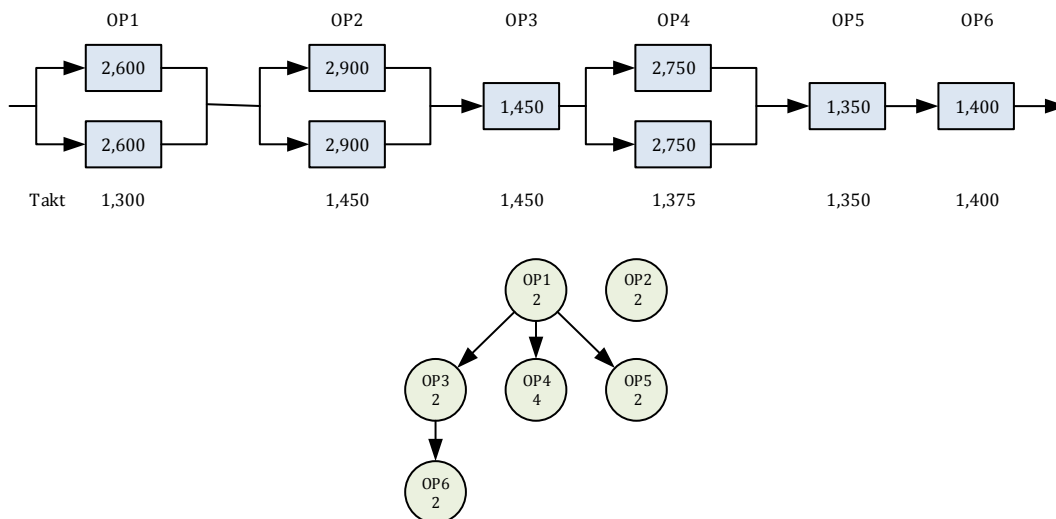 OP1 OP2 OP3 OP4 OP5 OP6
2,600 2,900 2,750
1,450 1,350 1,400
2,600 2,900 2,750
Takt 1,300 1,450 1,450 1,375 1,350 1,400
OP1 OP2
2 2
OP3 OP4 OP5
2 4 2
OP6
2